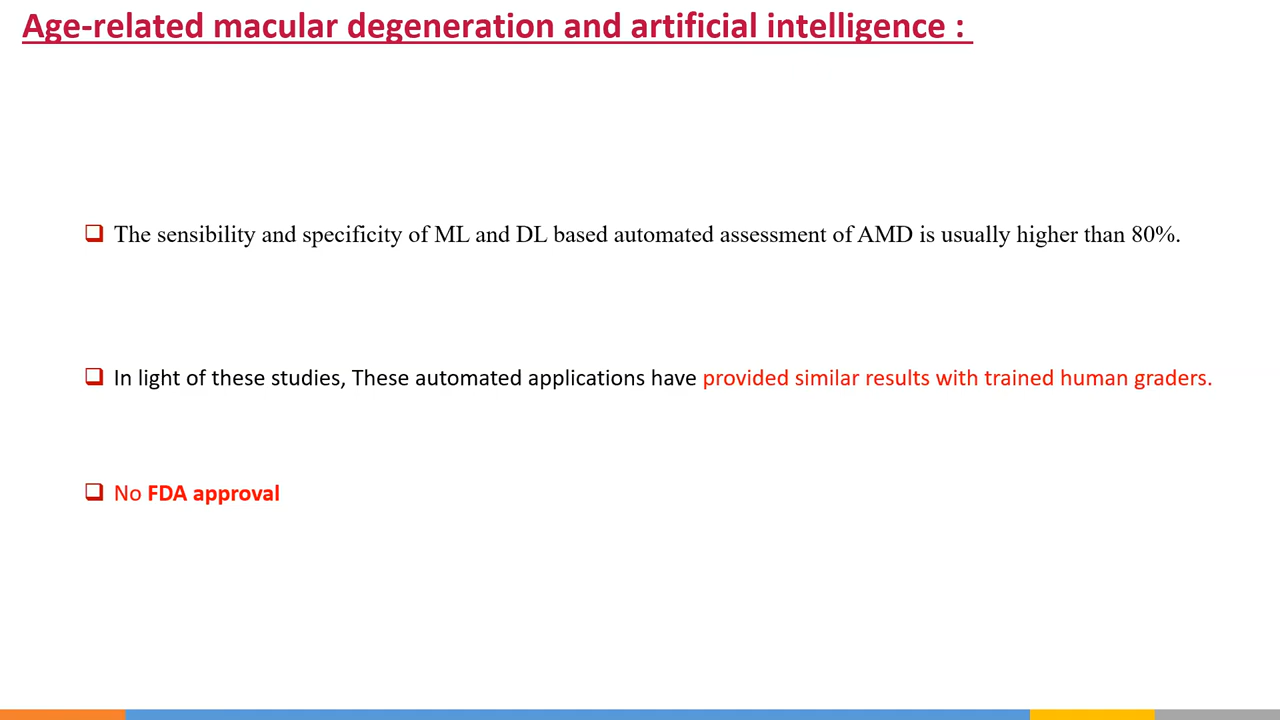 Age-related macular degeneration and artificial intelligence :
The sensibility and specificity of ML and DL based automated assessment of AMD is usually higher than 80%.
In light of these studies, These automated applications have provided similar results with trained human graders.
No FDA approval